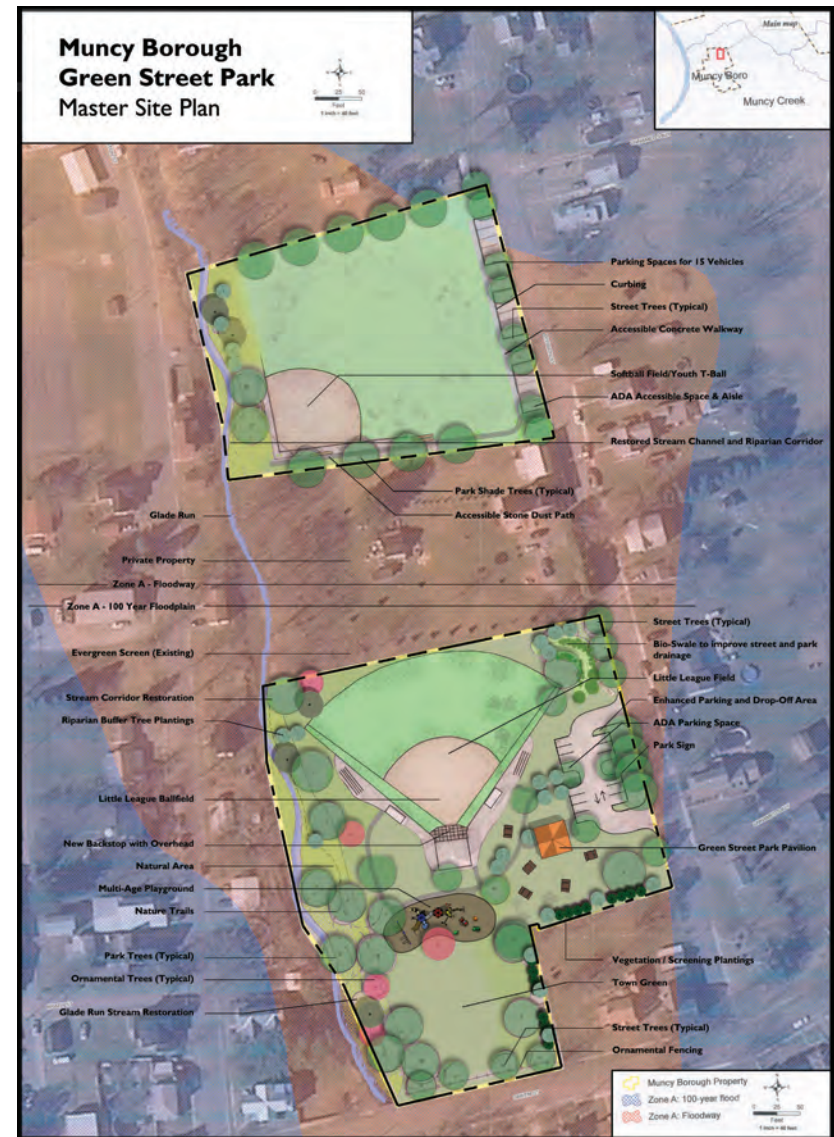 Muncy Borough
Green Street Park
Master Site Plan
0 25 50
Feet
Main map
Muncy Boro
Muncy Creek
Parking Spaces for 15 Vehicles
Curbing
Street Trees (Typical)
Accessible Concrete Walkway
Softball Field/Youth T-Ball
ADA Accessible Space & Aisle
Restored Stream Channel and Riparian Corridor
Park Shade Trees (Typical)
Accessible Stone Dust Path
Glade Run
Private Property
Zone A - Floodway
Zone A - 100 Year Floodplain
Evergreen Screen (Existing)
Stream Corridor Restoration
Riparian Buffer Tree Plantings
Little League Ballfield
New Backstop with Overhead
Natural Area
Multi-Age Playground
Nature Trails
Park Trees (Typical)
Ornamental Trees (Typical)
Glade Run Stream Restoration
Street Trees (Typical)
Bio-Swale to improve street and park
drainage
Little League Field
Enhanced Parking and Drop-Off Area
ADA Parking Space
Park Sign
Green Street Park Pavilion
Vegetation / Screening Plantings
Town Green
Street Trees (Typical)
Ornamental Fencing
Muncy Borough Property
Zone A: 100-year flood
Zone A: Floodway
0 25 50
Feet